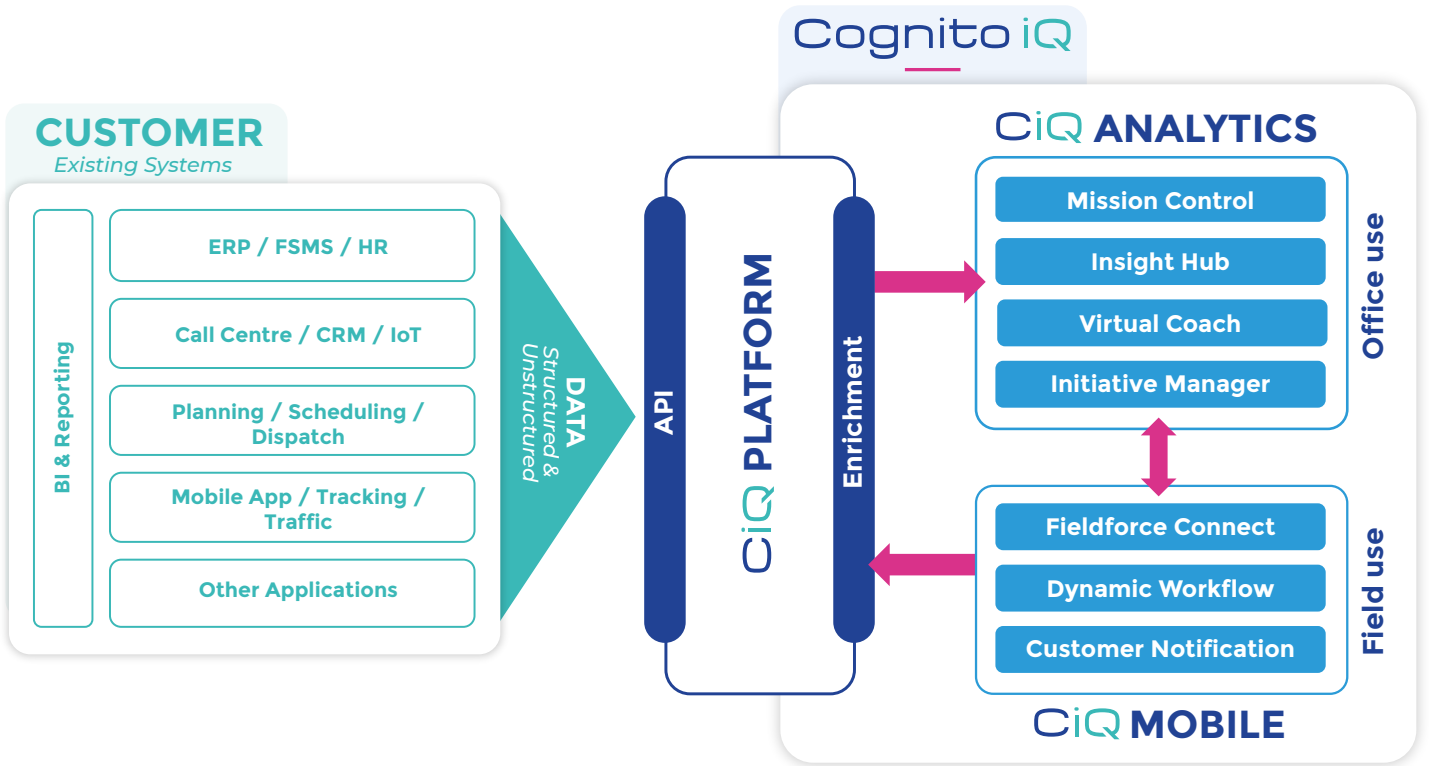 Cognito iQ
CUSTOMER
Existing Systems
BI & Reporting
ERP / FSMS / HR
Call Centre / CRM / IoT
Planning / Scheduling /
Dispatch
Mobile App / Tracking /
Traffic
Other Applications
DATA
Structured &
Unstructured
API
CiQ PLATFORM
Enrichment
CiQ ANALYTICS
Mission Control
Insight Hub
Virtual Coach
Initiative Manager
Office use
Fieldforce Connect
Dynamic Workflow
Customer Notification
Field use
CiQ MOBILE